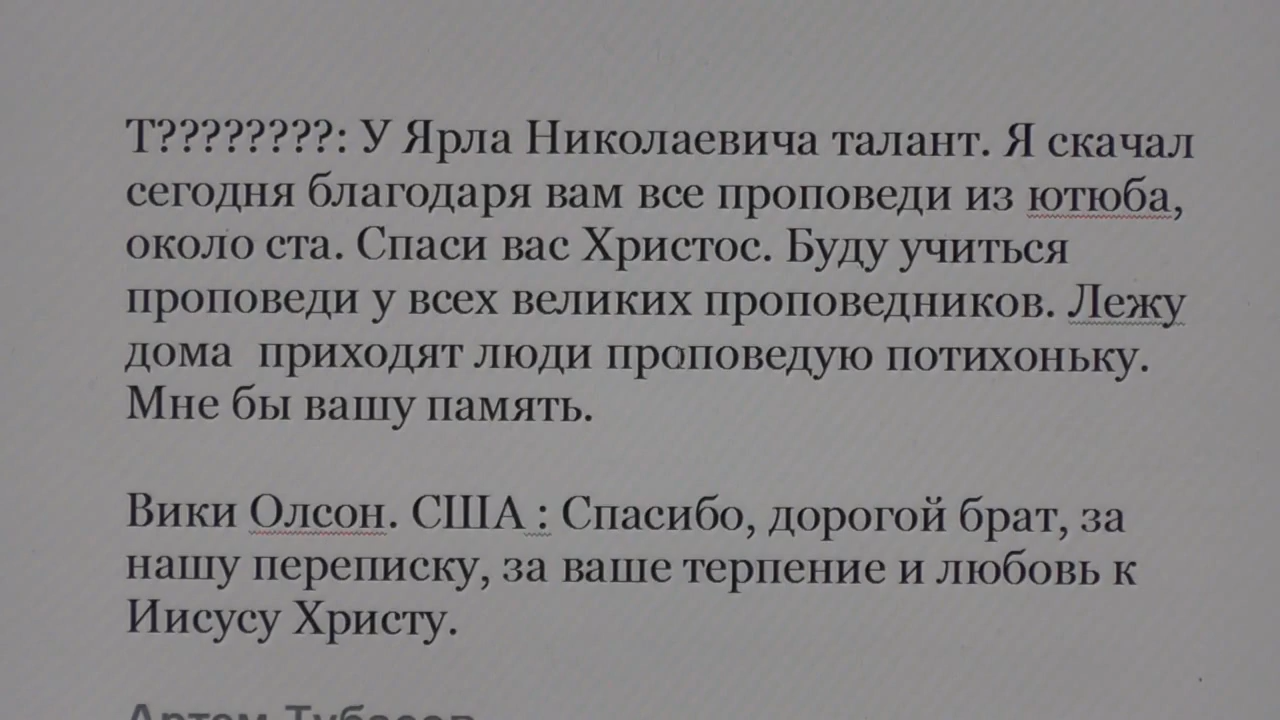 Т????????: У Ярла Николаевича талант. Я скачал
сегодня благодаря вам все проповеди из ютюба,
около ста. Спаси вас Христос. Буду учиться
проповеди у всех великих проповедников. Лежу
дома  приходят люди проповедую потихоньку.
Мне бы вашу память.

Вики Олсон. США : Спасибо, дорогой брат, за
нашу переписку, за ваше терпение и любовь к
Иисусу Христу.
Артем